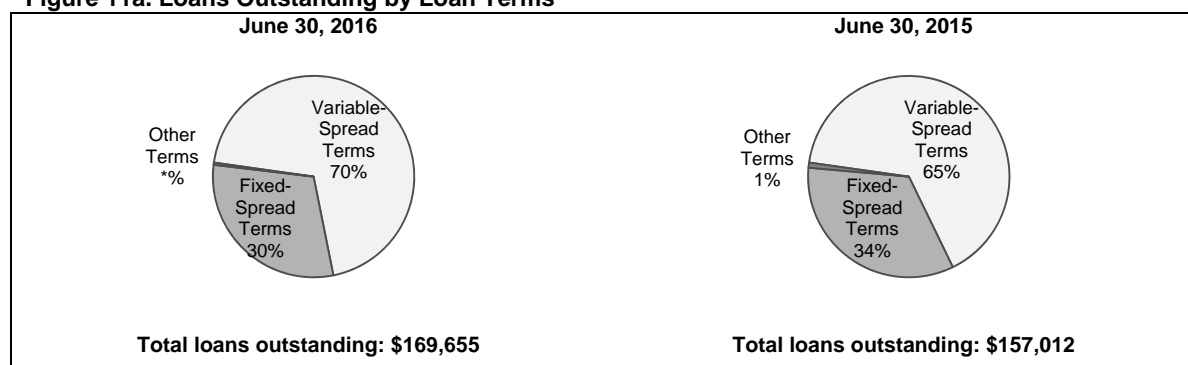 Figure 11a: Loans Outstanding by Loan Terms
June 30, 2016
Variable-
Spread
Terms
70%
Other
Terms
*%
Fixed-
Spread
Terms
30%
Total loans outstanding: $169,655
June 30, 2015
Variable-
Spread
Terms
65%
Other
Terms
1%
Fixed-
Spread
Terms
34%
Total loans outstanding: $157,012